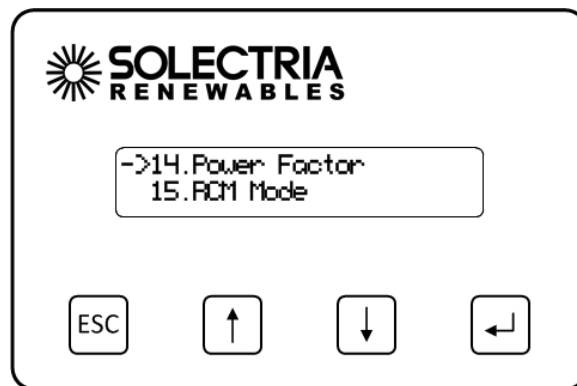 SOLECTRIA
RENEWABLES
->14.Power Factor
15.RCM Mode
ESC